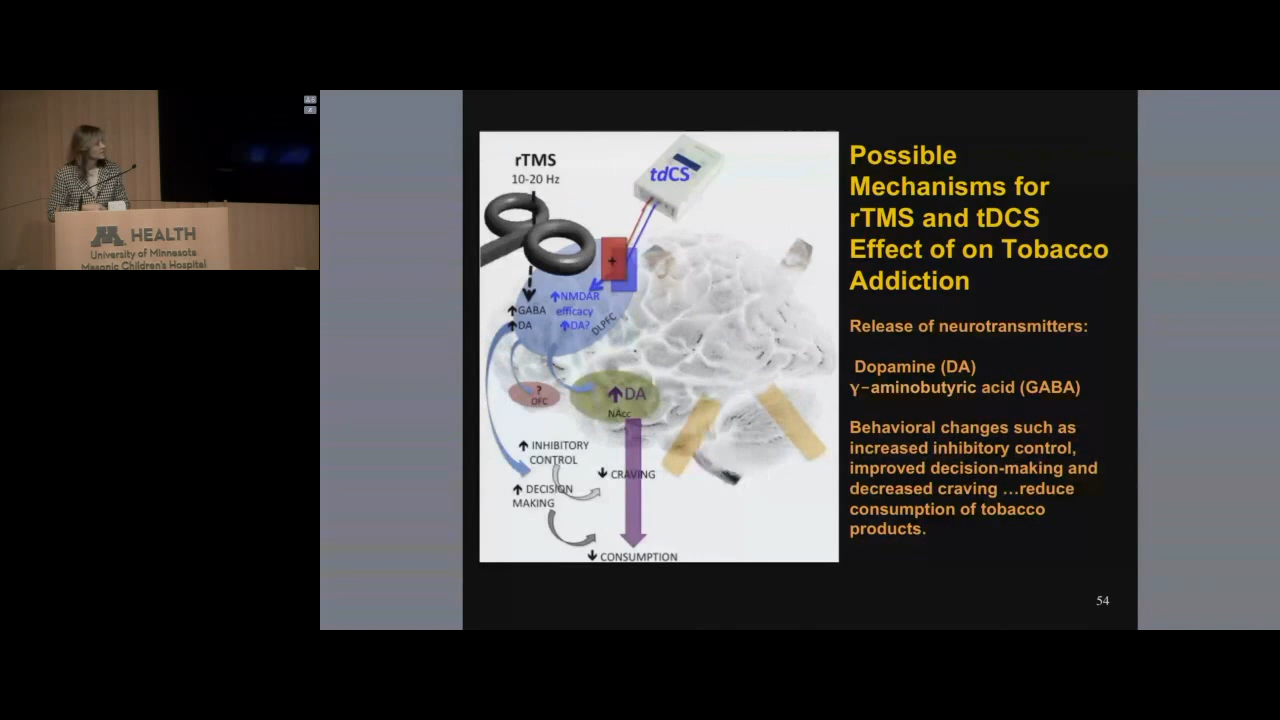 HEALTH
University of Minnesota
Masonic Children's Hospital
rTMS
10-20 Hz
tdCS
+
↑NMDAR
efficacy
↑DA?
↑GABA
↑DA
DLPFC
?
OFC
↑DA
NAcc
↑ INHIBITORY
CONTROL
↓ CRAVING
↑ DECISION
MAKING
↓ CONSUMPTION
Possible
Mechanisms for
rTMS and tDCS
Effect of on Tobacco
Addiction
Release of neurotransmitters:
Dopamine (DA)
γ-aminobutyric acid (GABA)
Behavioral changes such as
increased inhibitory control,
improved decision-making and
decreased craving …reduce
consumption of tobacco
products.
54